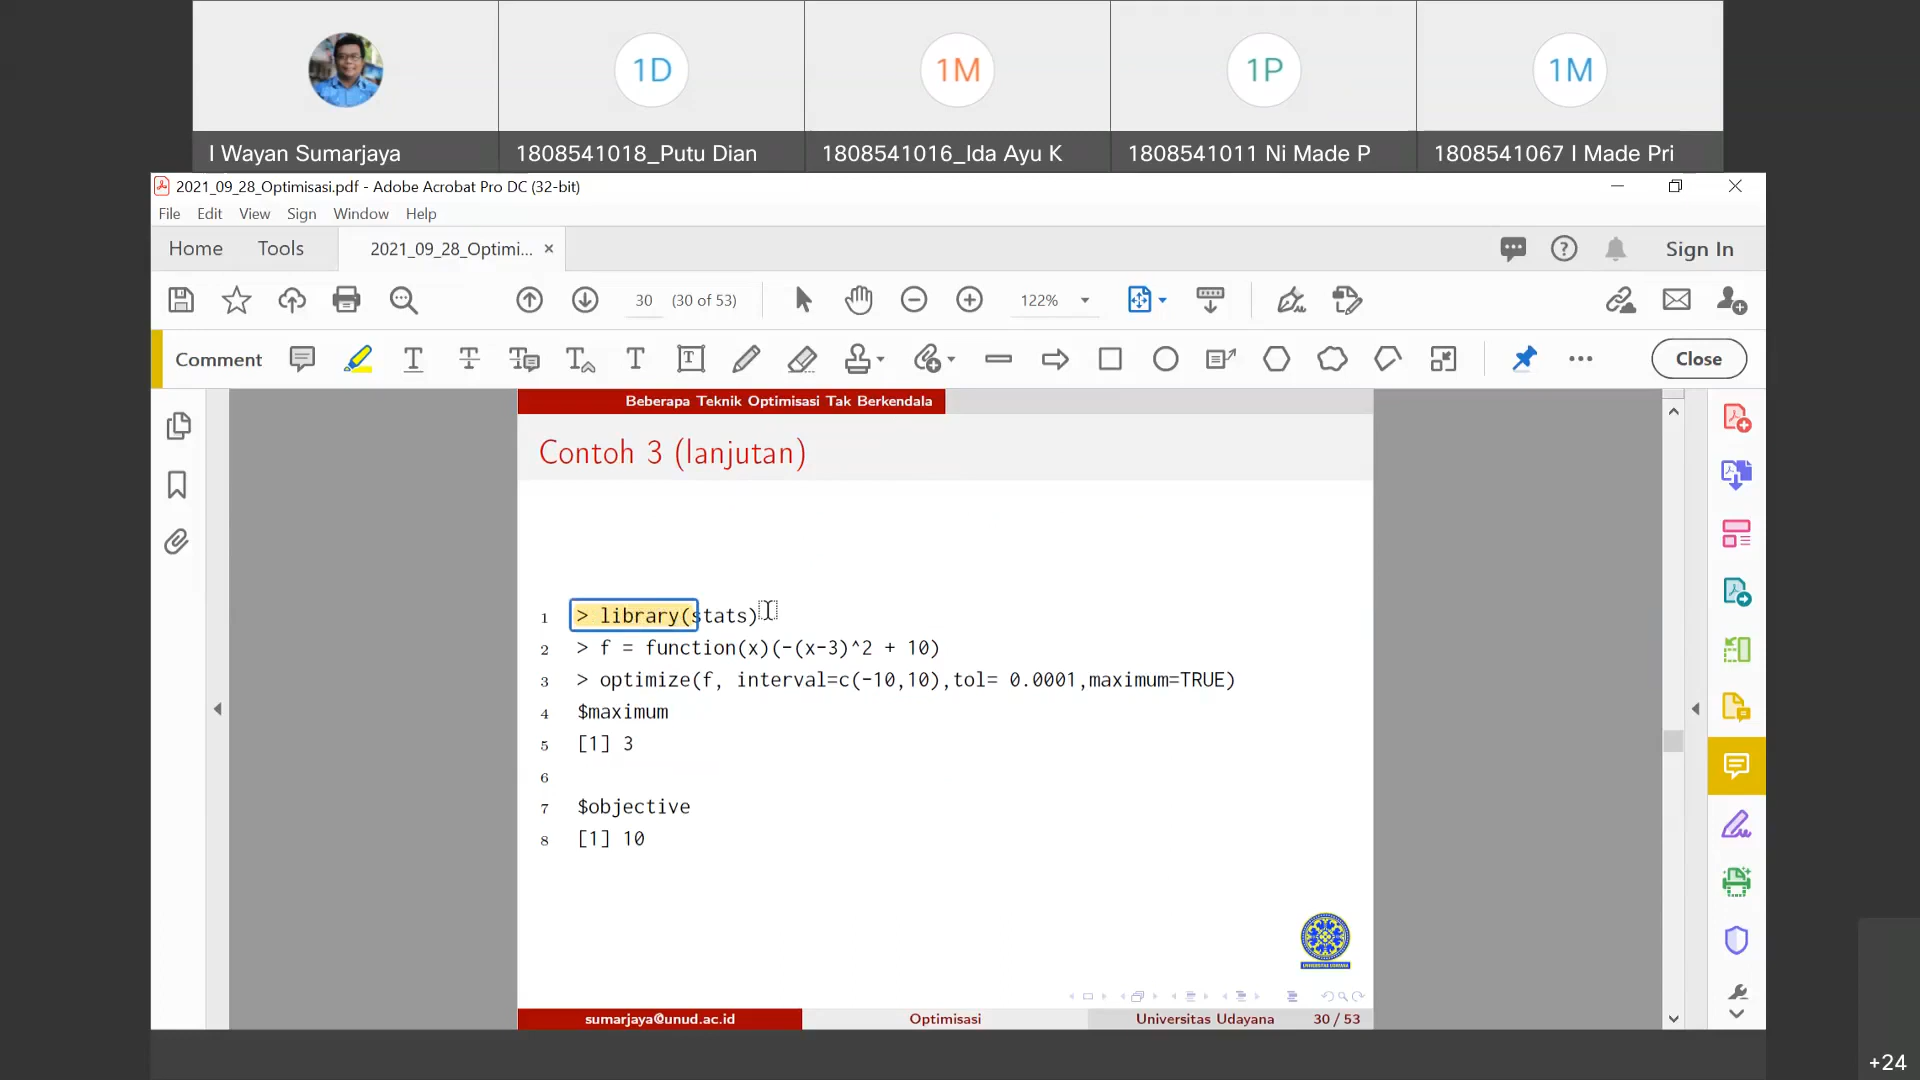 1D
1M
1P
1M
I Wayan Sumarjaya
1808541018_Putu Dian
1808541016_Ida Ayu K
1808541011 Ni Made P
1808541067 I Made Pri
2021_09_28_Optimisasi.pdf - Adobe Acrobat Pro DC (32-bit)
File Edit View Sign Window Help
Home Tools 2021_09_28_Optimi... × Sign In
30 (30 of 53) 122%
Comment Close
Beberapa Teknik Optimisasi Tak Berkendala
Contoh 3 (lanjutan)
1 > library(stats)
2 > f = function(x)(-(x-3)^2 + 10)
3 > optimize(f, interval=c(-10,10),tol= 0.0001,maximum=TRUE)
4 $maximum
5 [1] 3
6
7 $objective
8 [1] 10
UNIVERSITAS UDAYANA
sumarjaya@unud.ac.id Optimisasi Universitas Udayana 30 / 53
+24